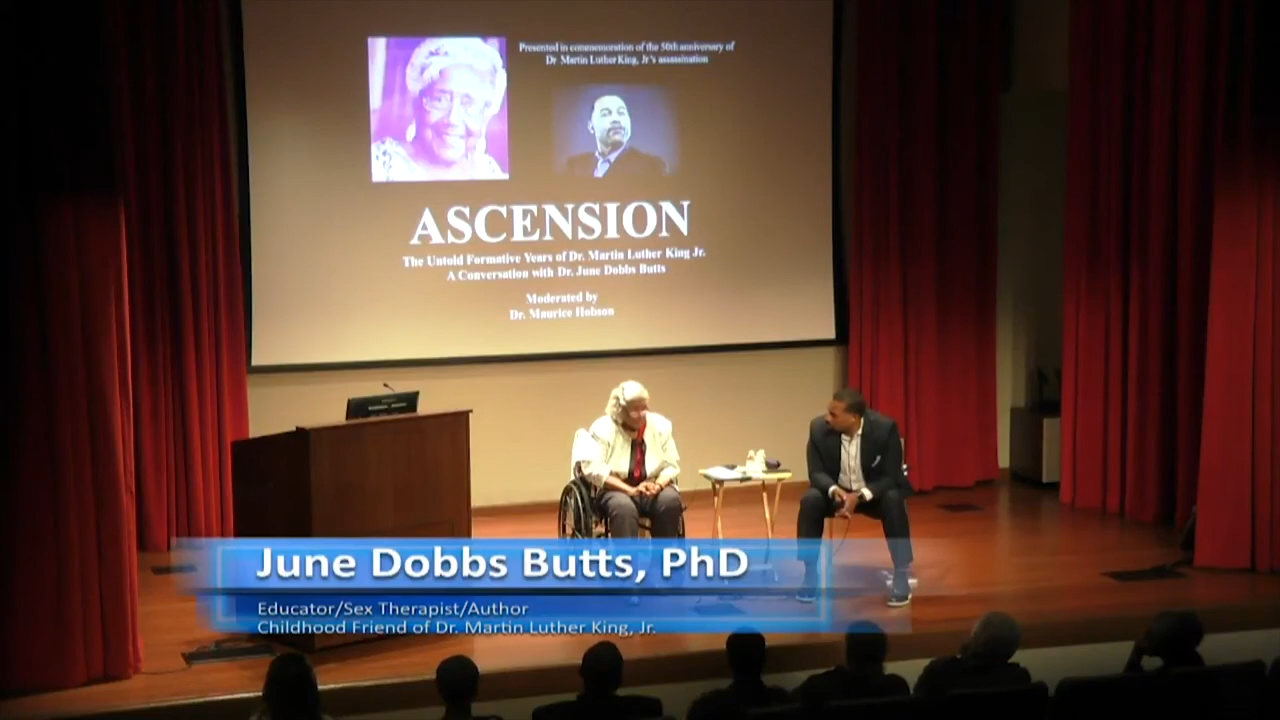 Presented in commemoration of the 50th anniversary of
Dr Martin Luther King, Jr's assassination
ASCENSION
The Untold Formative Years of Dr. Martin Luther King Jr.
A Conversation with Dr. June Dobbs Butts
Moderated by
Dr. Maurice Hobson
June Dobbs Butts, PhD
Educator/Sex Therapist/Author
Childhood Friend of Dr. Martin Luther King, Jr.